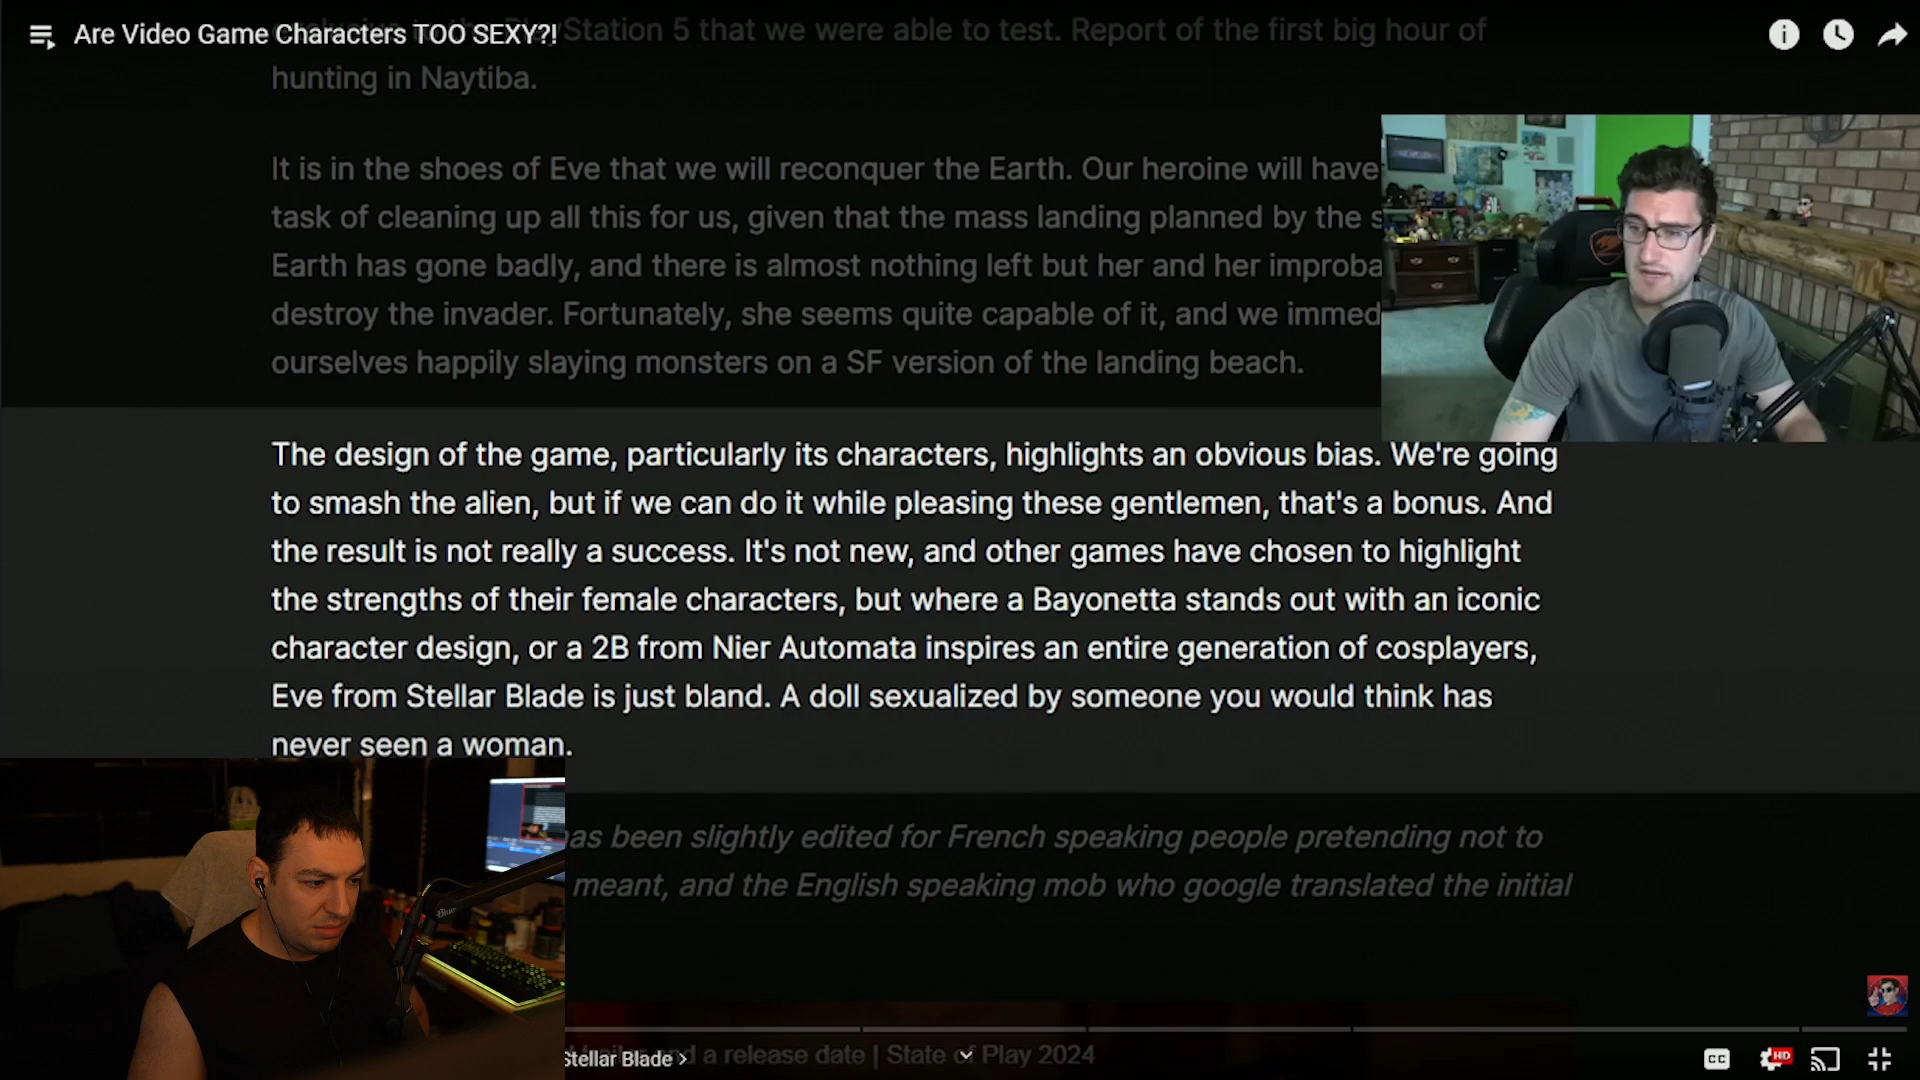 Are Video Game Characters TOO SEXY?!
Station 5 that we were able to test. Report of the first big hour of
hunting in Naytiba.
It is in the shoes of Eve that we will reconquer the Earth. Our heroine will have
task of cleaning up all this for us, given that the mass landing planned by the s
Earth has gone badly, and there is almost nothing left but her and her improba
destroy the invader. Fortunately, she seems quite capable of it, and we immed
ourselves happily slaying monsters on a SF version of the landing beach.
The design of the game, particularly its characters, highlights an obvious bias. We're going
to smash the alien, but if we can do it while pleasing these gentlemen, that's a bonus. And
the result is not really a success. It's not new, and other games have chosen to highlight
the strengths of their female characters, but where a Bayonetta stands out with an iconic
character design, or a 2B from Nier Automata inspires an entire generation of cosplayers,
Eve from Stellar Blade is just bland. A doll sexualized by someone you would think has
never seen a woman.
as been slightly edited for French speaking people pretending not to
meant, and the English speaking mob who google translated the initial
Blue
Stellar Blade >
d a release date | State of Play 2024
CC
HD